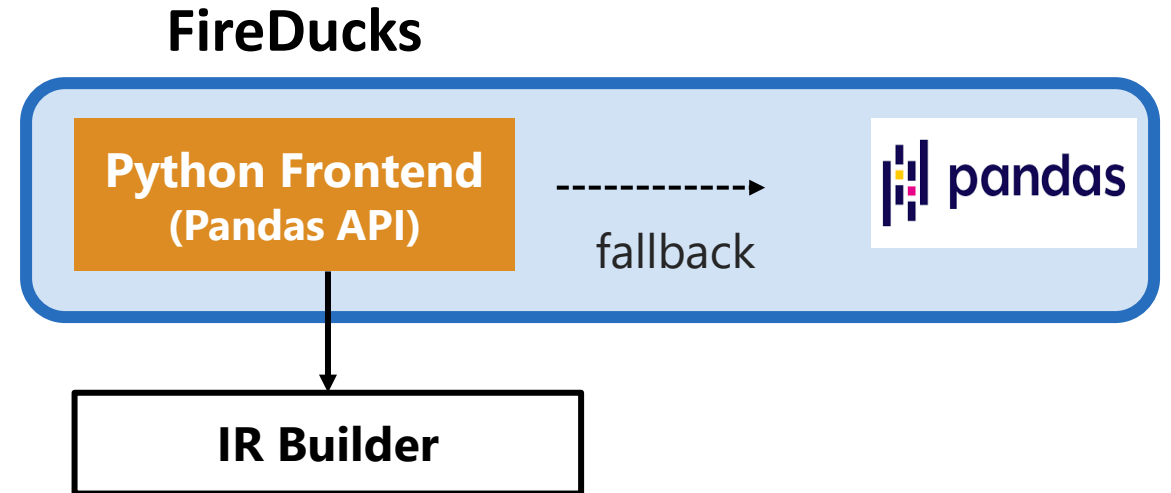 FireDucks
Python Frontend
(Pandas API)
fallback
pandas
IR Builder